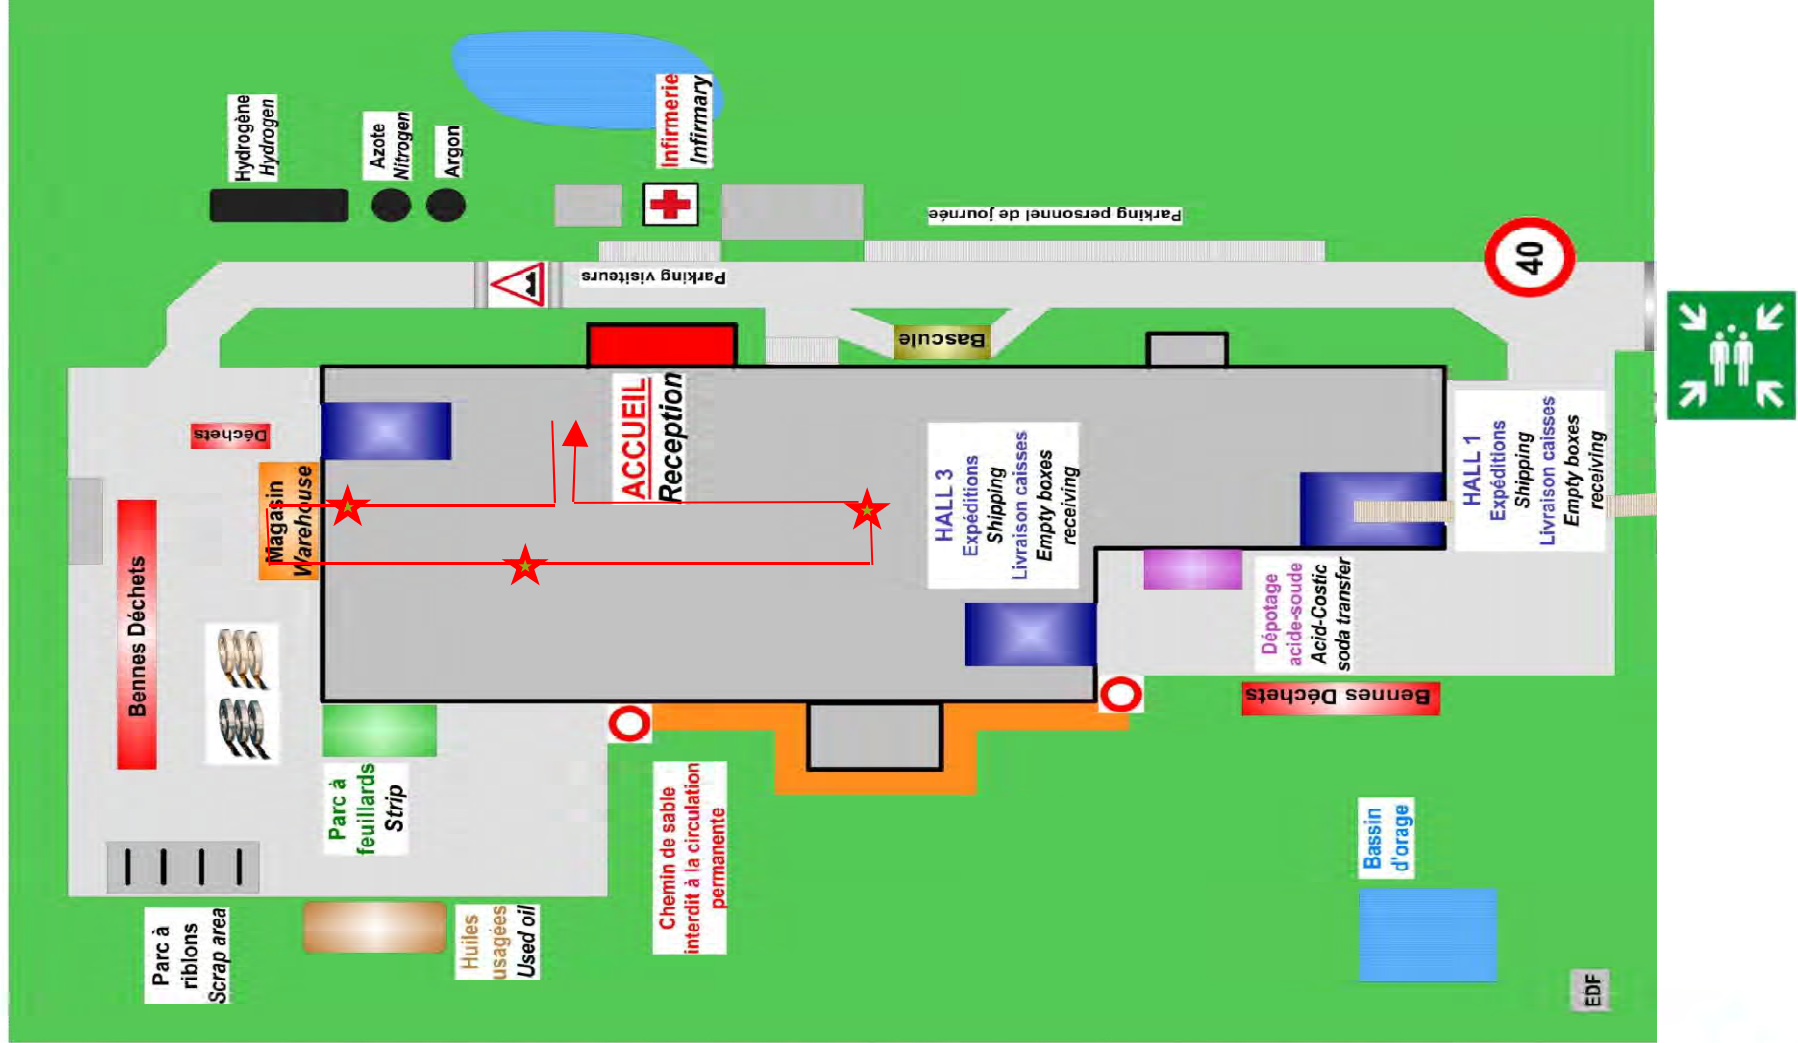 Hydrogène
Hydrogen
Azote
Nitrogen
Argon
Infirmerie
Infirmary
Parking personnel de journée
Parking visiteurs
40
Bascule
ACCUEIL
Reception
Déchets
Magasin
Warehouse
Bennes Déchets
HALL 3
Expéditions
Shipping
Livraison caisses
Empty boxes
receiving
HALL 1
Expéditions
Shipping
Livraison caisses
Empty boxes
receiving
Dépotage
acide-soude
Acid-Costic
soda transfer
Bennes Déchets
Parc à
feuillards
Strip
Chemin de sable
interdit à la circulation
permanente
Bassin
d'orage
Parc à
riblons
Scrap area
Huiles
usagées
Used oil
EDF